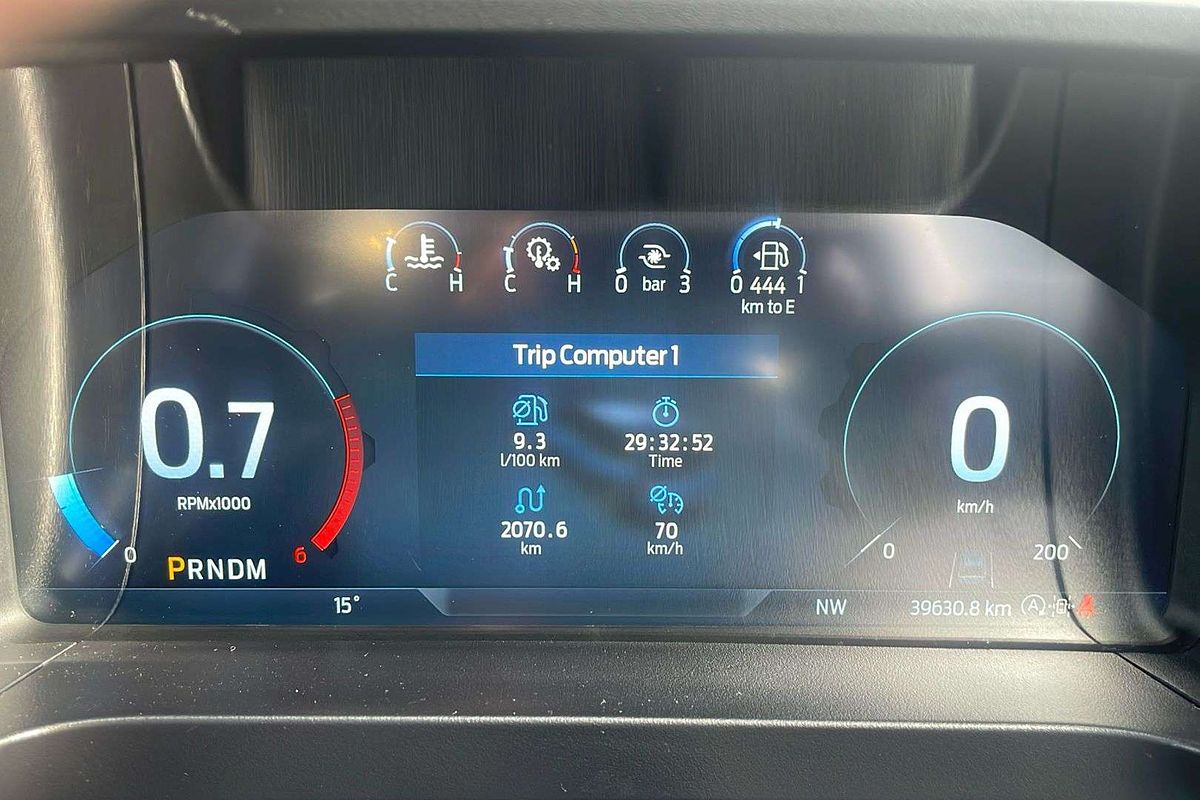 C H
C H
0 bar 3
0 444 1
km to E
Trip Computer 1
9.3
l/100 km
29:32:52
Time
2070.6
km
70
km/h
0.7
RPMx1000
0
6
PRNDM
0
km/h
0
200
15°
NW
39630.8 km
A